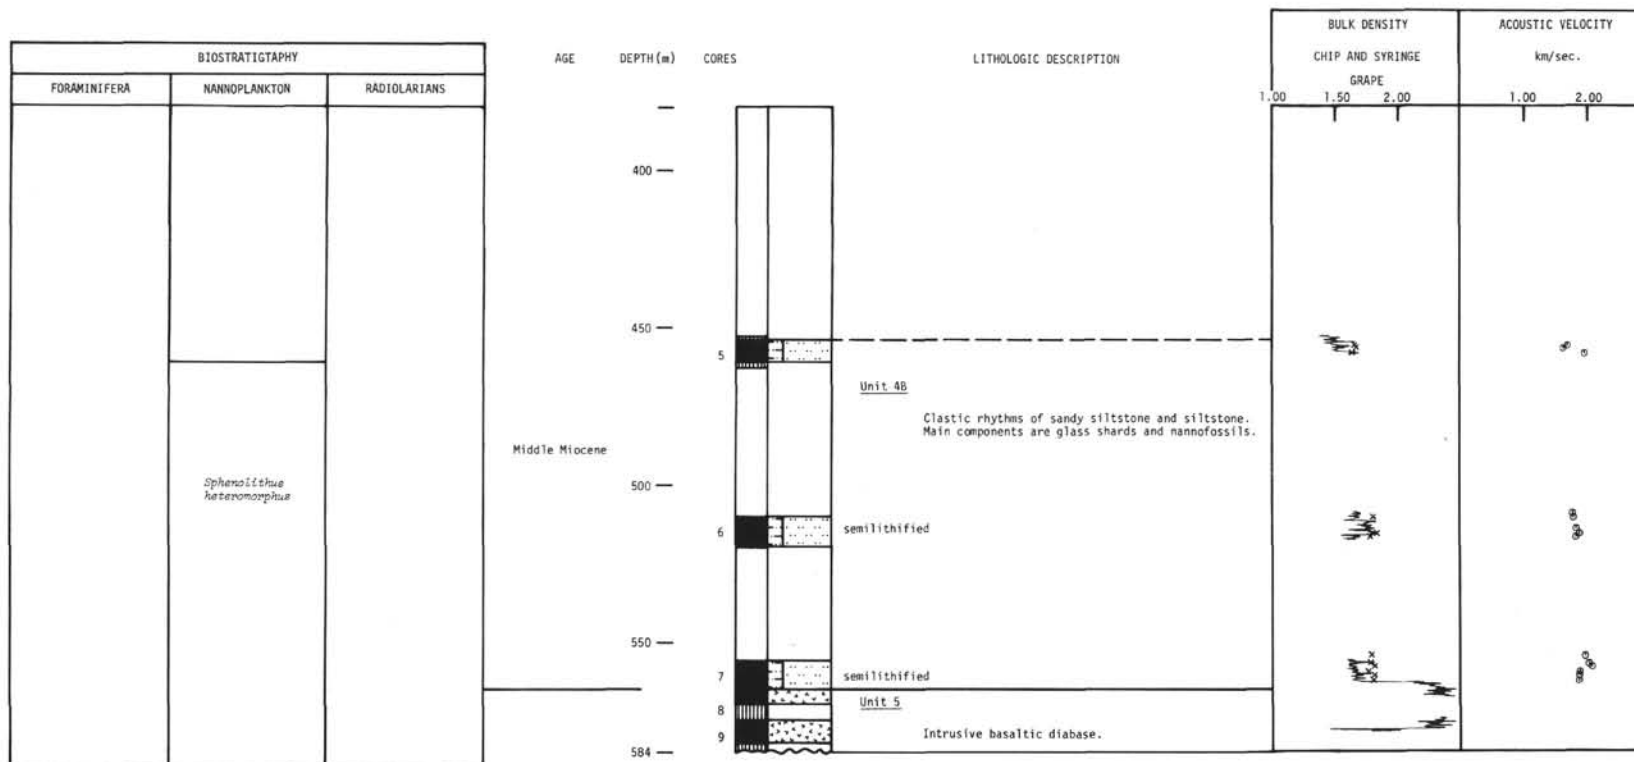 BIOSTRATIGTAPHY
FORAMINIFERA
NANNOPLANKTON
RADIOLARIANS
AGE
DEPTH(m)
CORES
LITHOLOGIC DESCRIPTION
BULK DENSITY
CHIP AND SYRINGE
GRAPE
1.00
1.50
2.00
ACOUSTIC VELOCITY
km/sec.
1.00
2.00
400
450
5
Unit 4B
Clastic rhythms of sandy siltstone and siltstone.
Main components are glass shards and nannofossils.
Middle Miocene
Sphenolithus
heteromorphus
500
6
semilithified
550
7
semilithified
Unit 5
8
9
Intrusive basaltic diabase.
584